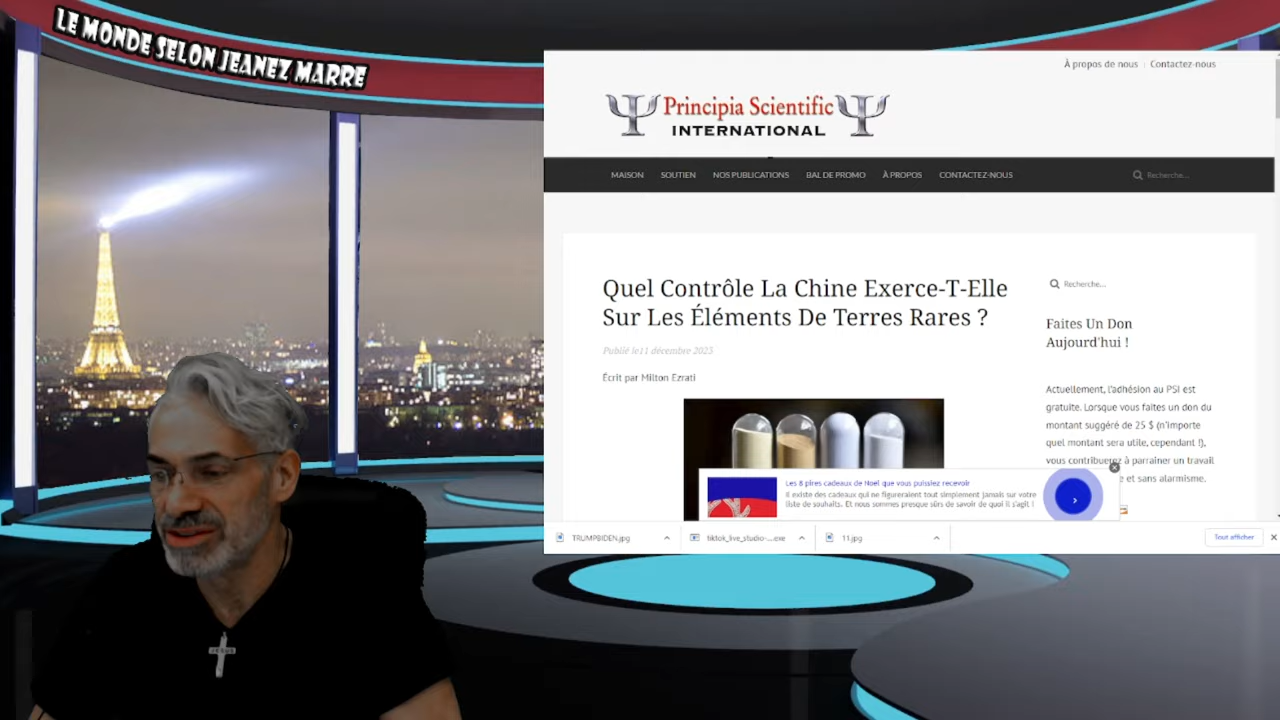 LE MONDE SELON JEANEZ MARRE
À propos de nous
Contactez-nous
Principia Scientific
INTERNATIONAL
MAISON
SOUTIEN
NOS PUBLICATIONS
BAL DE PROMO
À PROPOS
CONTACTEZ-NOUS
Recherche...
Quel Contrôle La Chine Exerce-T-Elle
Sur Les Éléments De Terres Rares ?
Publié le11 décembre 2023
Écrit par Milton Ezrati
Recherche...
Faites Un Don
Aujourd'hui !
Actuellement, l'adhésion au PSI est
gratuite. Lorsque vous faites un don du
montant suggéré de 25 $ (n'importe
quel montant sera utile, cependant !),
vous contribuerez à parrainer un travail
e et sans alarmisme.
Les 8 pires cadeaux de Noël que vous puissiez recevoir
Il existe des cadeaux qui ne figureraient tout simplement jamais sur votre
liste de souhaits. Et nous sommes presque sûrs de savoir de quoi il s'agit !
TRUMPBIDEN.jpg
tiktok_live_studio-....exe
11.jpg
Tout afficher
JESUS